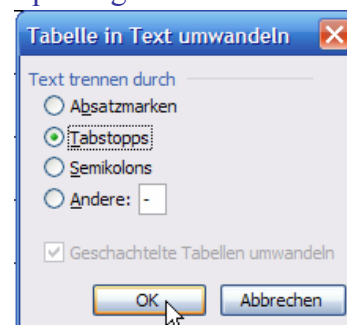 Tabelle in Text umwandeln
Text trennen durch
Absatzmarken
Tabstopps
Semikolons
Andere: -
Geschachtelte Tabellen umwandeln
OK Abbrechen